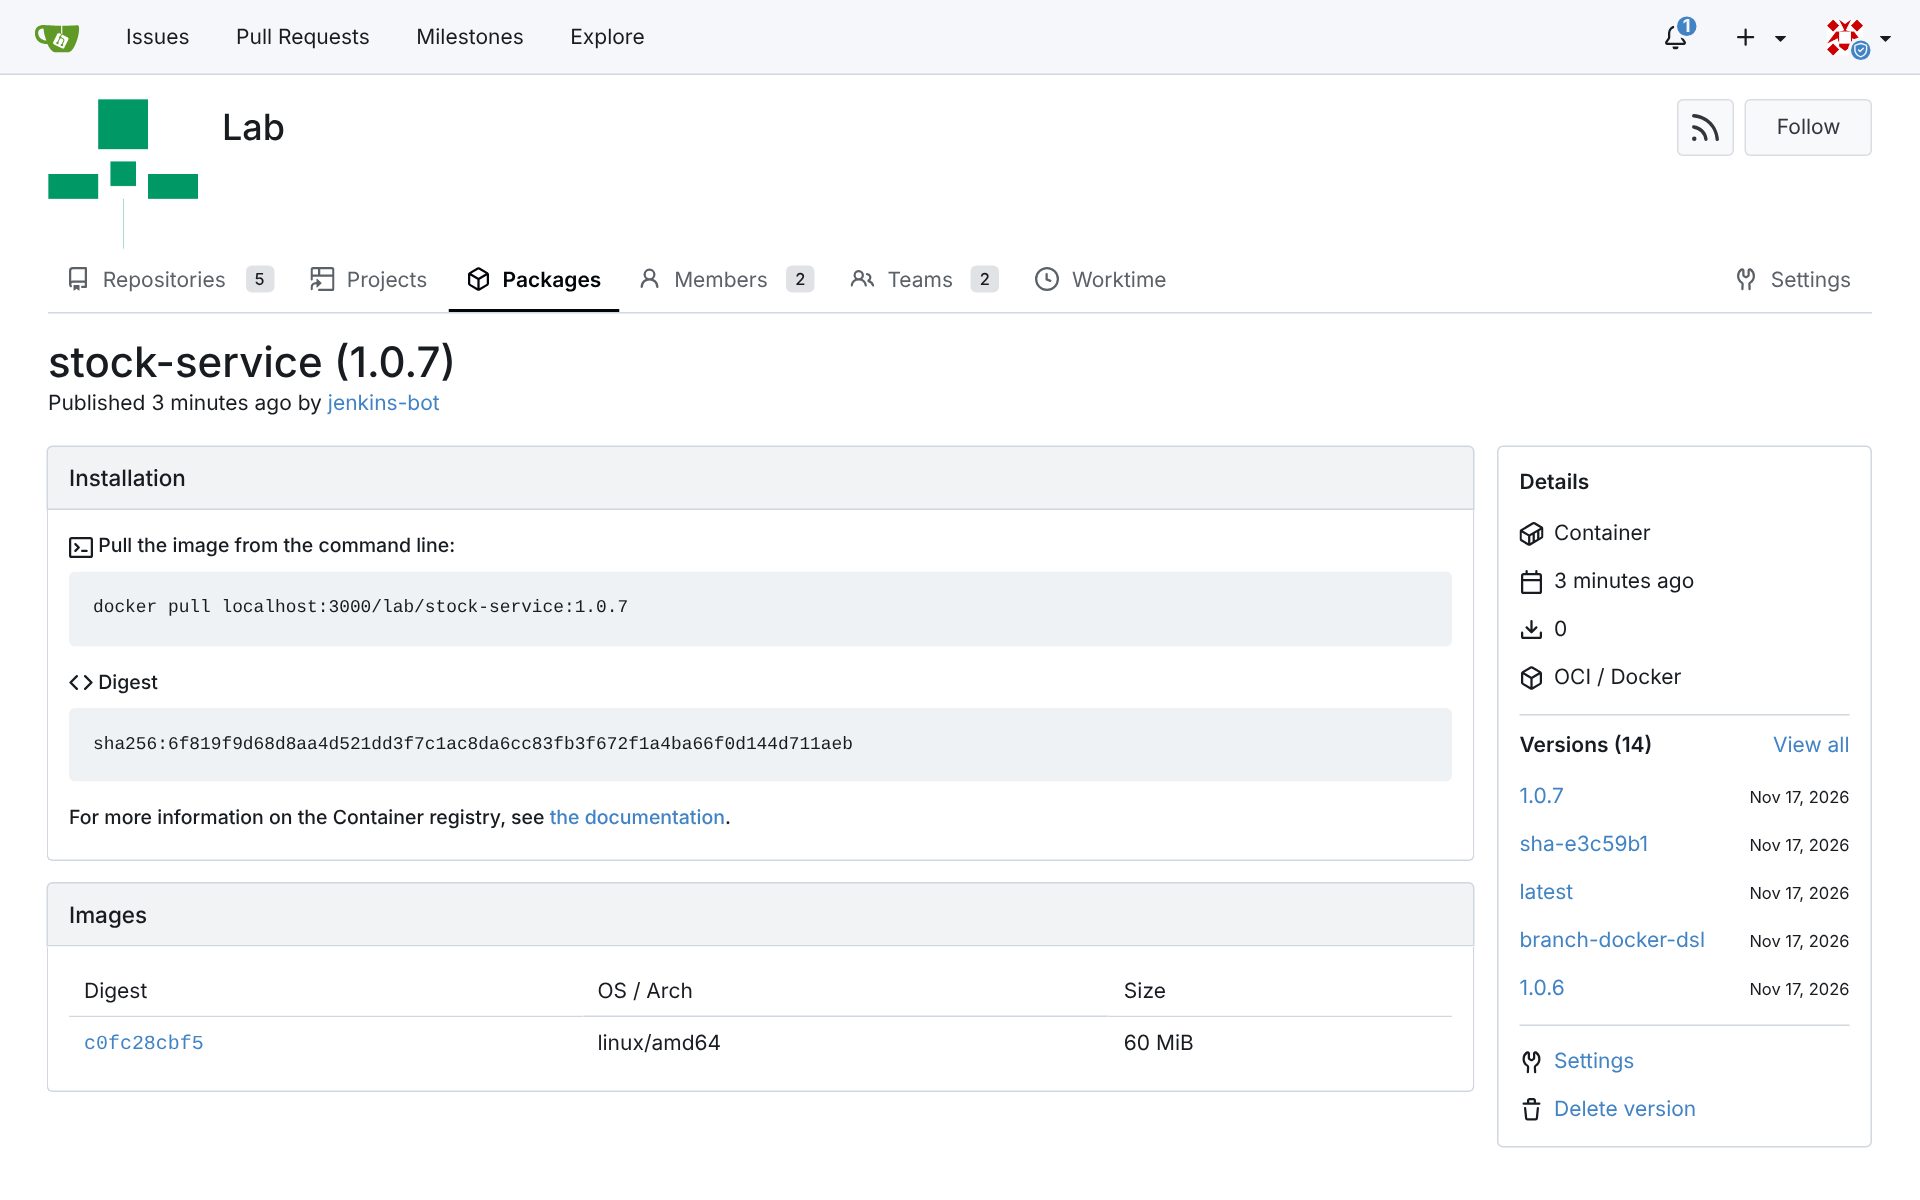 Issues Pull Requests Milestones Explore 1
Lab
Follow
Repositories 5 Projects Packages Members 2 Teams 2 Worktime Settings
stock-service (1.0.7)
Published 3 minutes ago by jenkins-bot
Installation
Pull the image from the command line:
docker pull localhost:3000/lab/stock-service:1.0.7
Digest
sha256:6f819f9d68d8aa4d521dd3f7c1ac8da6cc83fb3f672f1a4ba66f0d144d711aeb
For more information on the Container registry, see the documentation.
Images
Digest OS / Arch Size
c0fc28cbf5 linux/amd64 60 MiB
Details
Container
3 minutes ago
0
OCI / Docker
Versions (14) View all
1.0.7 Nov 17, 2026
sha-e3c59b1 Nov 17, 2026
latest Nov 17, 2026
branch-docker-dsl Nov 17, 2026
1.0.6 Nov 17, 2026
Settings
Delete version